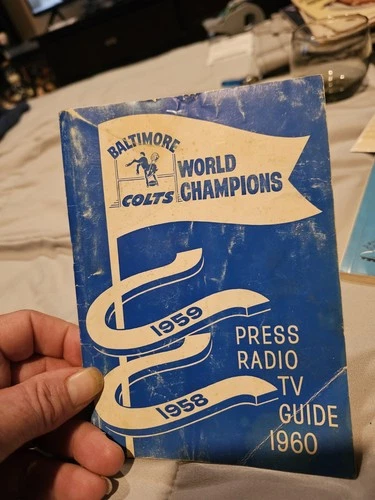 BALTIMORE
COLTS
WORLD
CHAMPIONS
1959
1958
PRESS
RADIO
TV
GUIDE
1960